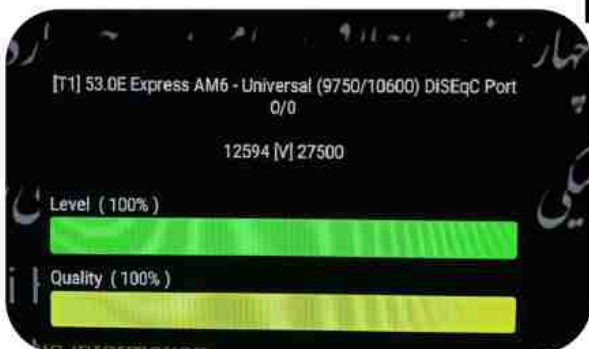 [T1] 53.0E Express AM6 - Universal (9750/10600) DiSEqC Port
0/0
12594 [V] 27500
Level ( 100% )
Quality ( 100% )